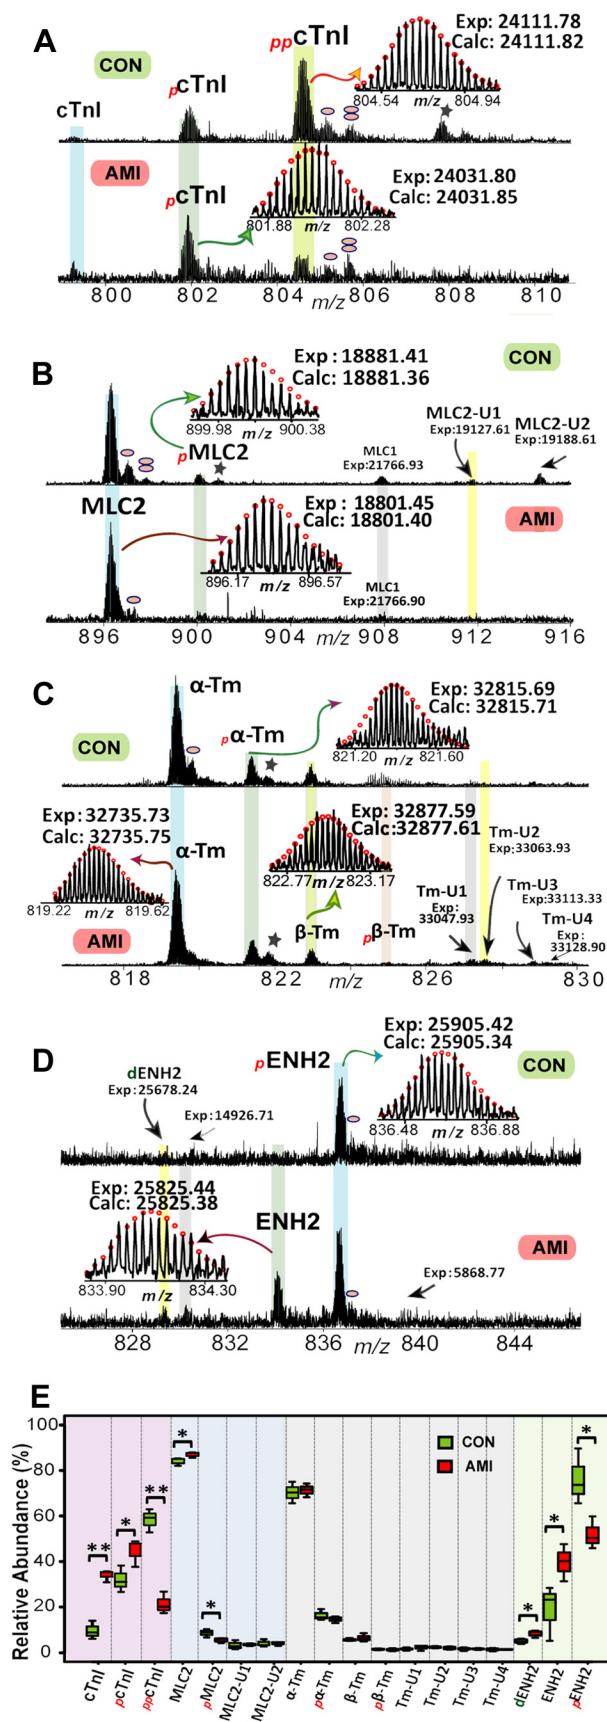 A
CON
cTnI
pcTnI
ppcTnI
Exp: 24111.78
Calc: 24111.82
804.54 m/z 804.94
AMI
pcTnI
Exp: 24031.80
Calc: 24031.85
801.88 m/z 802.28
800 802 804 806 808 810
m/z
B
Exp : 18881.41
Calc: 18881.36
CON
899.98 m/z 900.38
pMLC2
MLC1
Exp:21766.93
MLC2-U1
Exp:19127.61
MLC2-U2
Exp:19188.61
MLC2
Exp : 18801.45
Calc: 18801.40
AMI
896.17 m/z 896.57
MLC1
Exp:21766.90
896 900 904 908 912 916
m/z
C
α-Tm
CON
pα-Tm
Exp: 32815.69
Calc: 32815.71
821.20 m/z 821.60
Exp: 32735.73
Calc: 32735.75
819.22 m/z 819.62
α-Tm
Exp: 32877.59
Calc:32877.61
822.77 m/z 823.17
Tm-U2
Exp:33063.93
Tm-U1
Exp:
33047.93
Tm-U3
Exp:33113.33
Tm-U4
Exp:
33128.90
AMI
β-Tm
pβ-Tm
818 822 826 830
m/z
D
dENH2
Exp:25678.24
Exp:14926.71
pENH2
Exp: 25905.42
Calc: 25905.34
CON
836.48 m/z 836.88
Exp: 25825.44
Calc: 25825.38
833.90 m/z 834.30
ENH2
AMI
Exp:5868.77
828 832 836 840 844
m/z
E
Relative Abundance (%)
100
80
60
40
20
0
CON
AMI
** * ** * * * * *
cTnI pcTnI ppcTnI MLC2 pMLC2 MLC2-U1 MLC2-U2 α-Tm pα-Tm β-Tm pβ-Tm Tm-U1 Tm-U2 Tm-U3 Tm-U4 dENH2 ENH2 pENH2